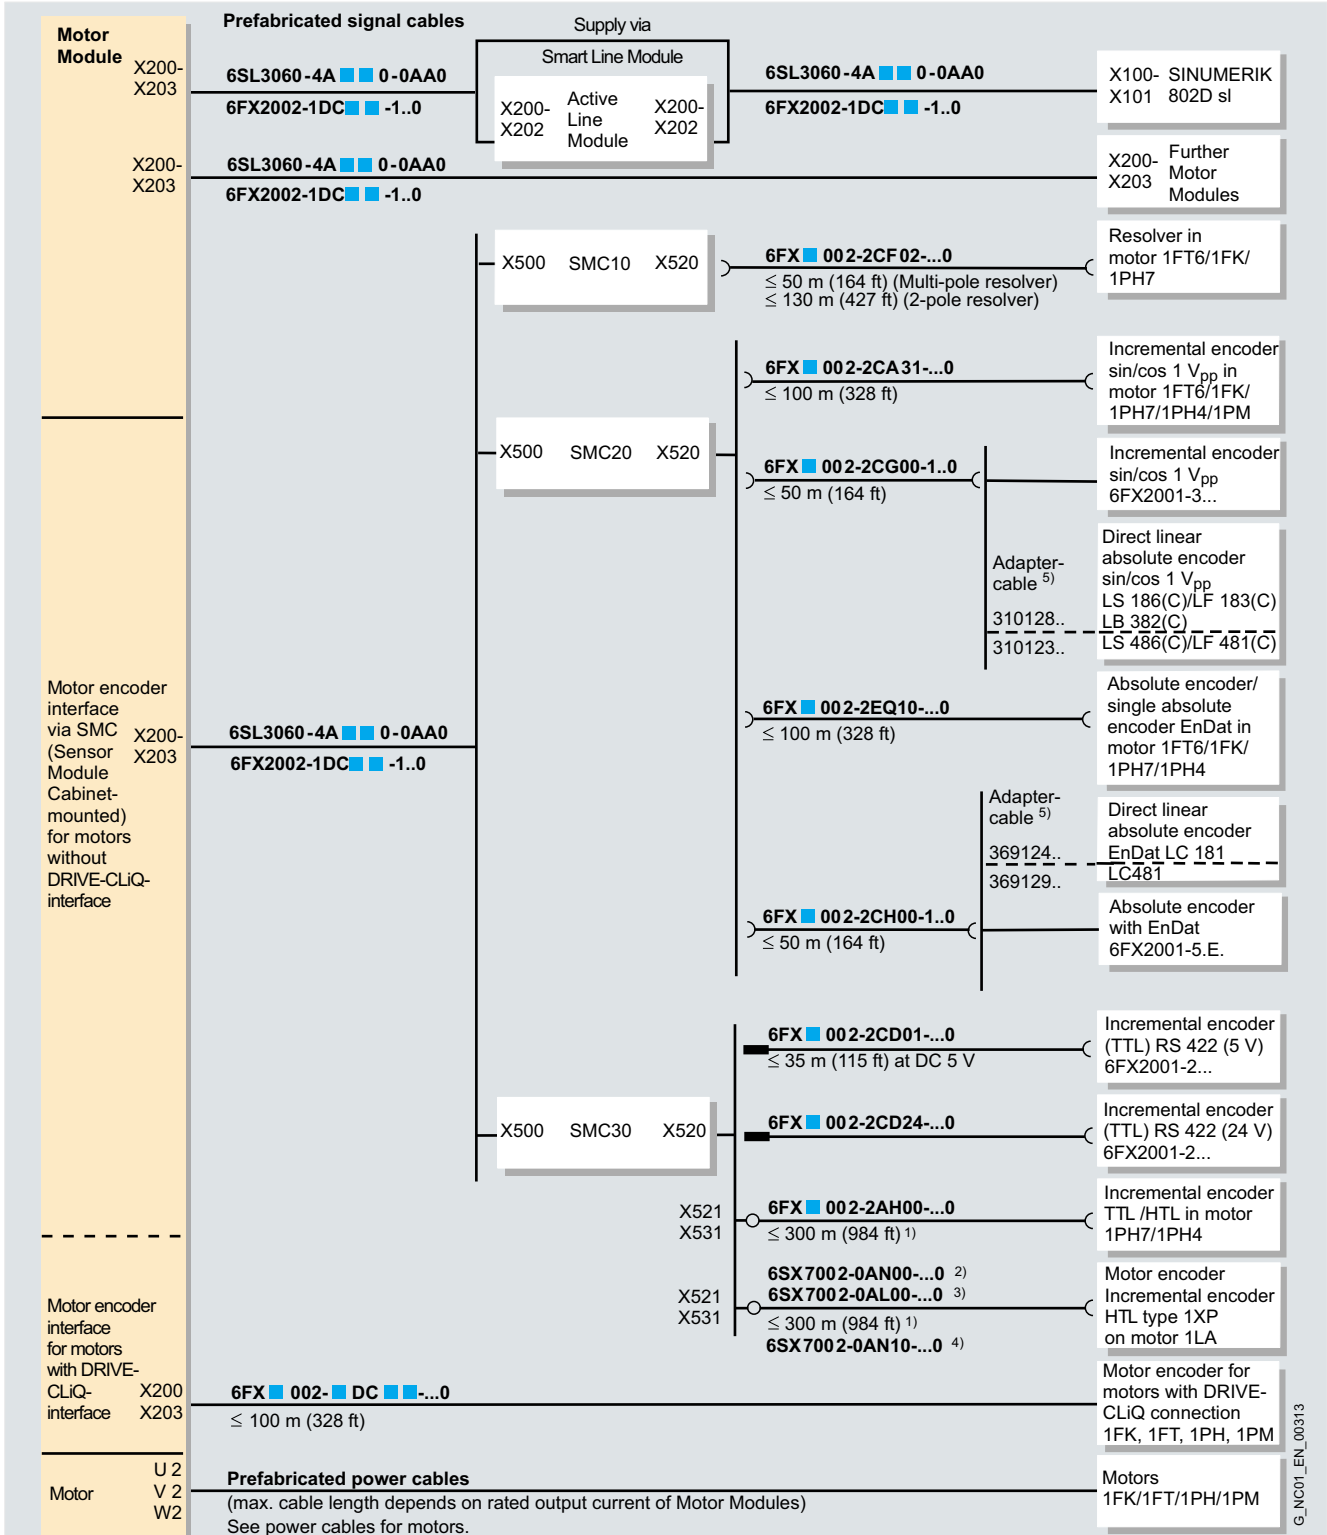 Prefabricated signal cables
Motor
Module
X200-
X203
6SL3060-4A■■0-0AA0
6FX2002-1DC■■-1..0
Supply via
Smart Line Module
X200-
X202
Active
Line
Module
X200-
X202
6SL3060-4A■■0-0AA0
6FX2002-1DC■■-1..0
X100-
X101
SINUMERIK
802D sl
X200-
X203
6SL3060-4A■■0-0AA0
6FX2002-1DC■■-1..0
X200-
X203
Further
Motor
Modules
X500 SMC10 X520
6FX■002-2CF02-...0
≤ 50 m (164 ft) (Multi-pole resolver)
≤ 130 m (427 ft) (2-pole resolver)
Resolver in
motor 1FT6/1FK/
1PH7
6FX■002-2CA31-...0
≤ 100 m (328 ft)
Incremental encoder
sin/cos 1 Vpp in
motor 1FT6/1FK/
1PH7/1PH4/1PM
X500 SMC20 X520
6FX■002-2CG00-1..0
≤ 50 m (164 ft)
Incremental encoder
sin/cos 1 Vpp
6FX2001-3...
Adapter-
cable 5)
310128..
310123..
Direct linear
absolute encoder
sin/cos 1 Vpp
LS 186(C)/LF 183(C)
LB 382(C)
LS 486(C)/LF 481(C)
Motor encoder
interface
via SMC
(Sensor
Module
Cabinet-
mounted)
for motors
without
DRIVE-CLiQ-
interface
X200-
X203
6SL3060-4A■■0-0AA0
6FX2002-1DC■■-1..0
6FX■002-2EQ10-...0
≤ 100 m (328 ft)
Absolute encoder/
single absolute
encoder EnDat in
motor 1FT6/1FK/
1PH7/1PH4
Adapter-
cable 5)
369124..
369129..
Direct linear
absolute encoder
EnDat LC 181
LC481
6FX■002-2CH00-1..0
≤ 50 m (164 ft)
Absolute encoder
with EnDat
6FX2001-5.E.
6FX■002-2CD01-...0
≤ 35 m (115 ft) at DC 5 V
Incremental encoder
(TTL) RS 422 (5 V)
6FX2001-2...
X500 SMC30 X520
6FX■002-2CD24-...0
Incremental encoder
(TTL) RS 422 (24 V)
6FX2001-2...
X521
X531
6FX■002-2AH00-...0
≤ 300 m (984 ft) 1)
Incremental encoder
TTL /HTL in motor
1PH7/1PH4
X521
X531
6SX7002-0AN00-...0 2)
6SX7002-0AL00-...0 3)
≤ 300 m (984 ft) 1)
6SX7002-0AN10-...0 4)
Motor encoder
Incremental encoder
HTL type 1XP
on motor 1LA
Motor encoder
interface
for motors
with DRIVE-
CLiQ-
interface
X200
X203
6FX■002-■DC■■-...0
≤ 100 m (328 ft)
Motor encoder for
motors with DRIVE-
CLiQ connection
1FK, 1FT, 1PH, 1PM
Motor
U 2
V 2
W2
Prefabricated power cables
(max. cable length depends on rated output current of Motor Modules)
See power cables for motors.
Motors
1FK/1FT/1PH/1PM
G_NC01_EN_00313